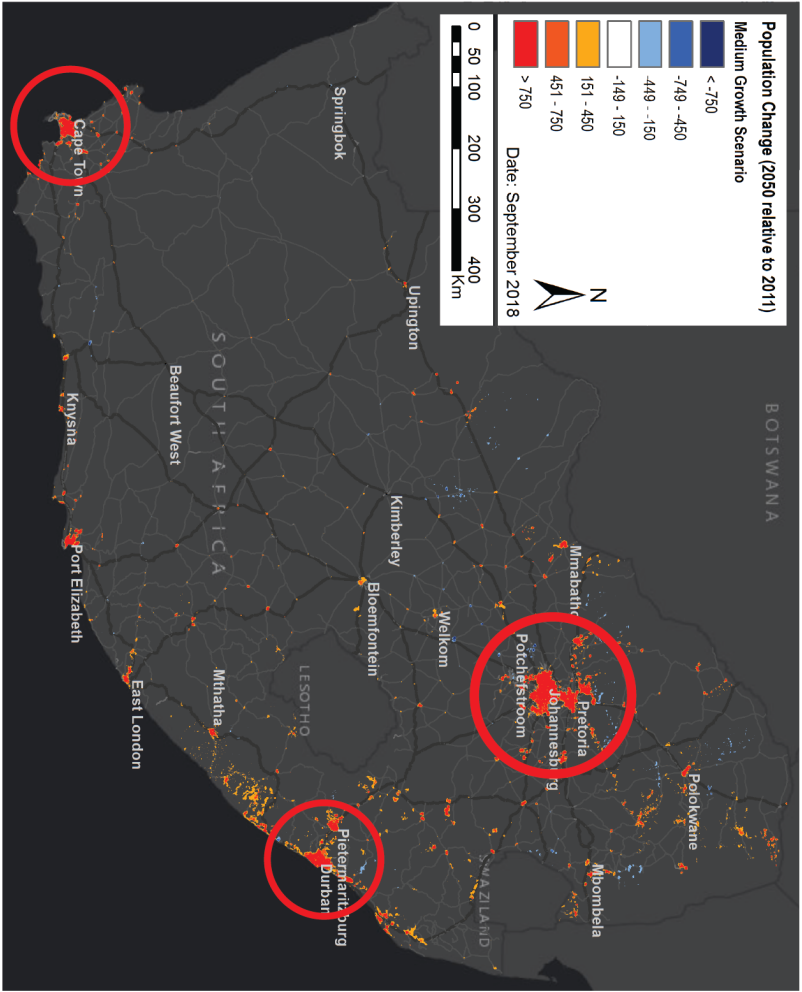 Population Change (2050 relative to 2011)
Medium Growth Scenario
< -750
-749 - -450
-449 - -150
-149 - 150
151 - 450
451 - 750
> 750
N
Date: September 2018
0 50 100 200 300 400
Km
BOTSWANA
Polokwane
Mbombela
Mmabatho
Pretoria
Johannesburg
Potchefstroom
SWAZILAND
Welkom
Upington
Kimberley
Bloemfontein
Springbok
Pietermaritzburg
Durban
LESOTHO
SOUTH AFRICA
Mthatha
Beaufort West
East London
Cape Town
Knysna
Port Elizabeth